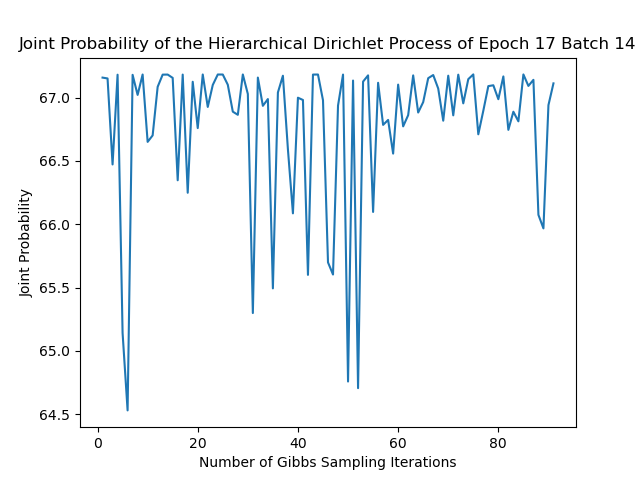 Joint Probability of the Hierarchical Dirichlet Process of Epoch 17 Batch 14
67.0
66.5
66.0
65.5
65.0
64.5
Joint Probability
0 20 40 60 80
Number of Gibbs Sampling Iterations